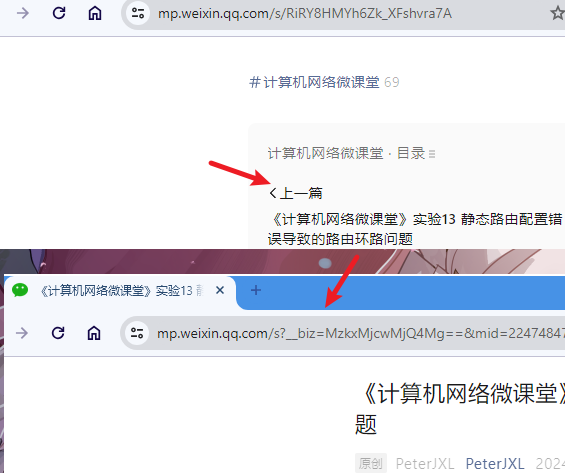 mp.weixin.qq.com/s/RiRY8HMYh6Zk_XFshvra7A
#计算机网络微课堂 69
计算机网络微课堂 · 目录
上一篇
《计算机网络微课堂》实验13 静态路由配置错
误导致的路由环路问题
《计算机网络微课堂》实验13
mp.weixin.qq.com/s?__biz=MzkxMjcwMjQ4Mg==&mid=22474847
《计算机网络微课堂》
题
原创 PeterJXL PeterJXL 2024